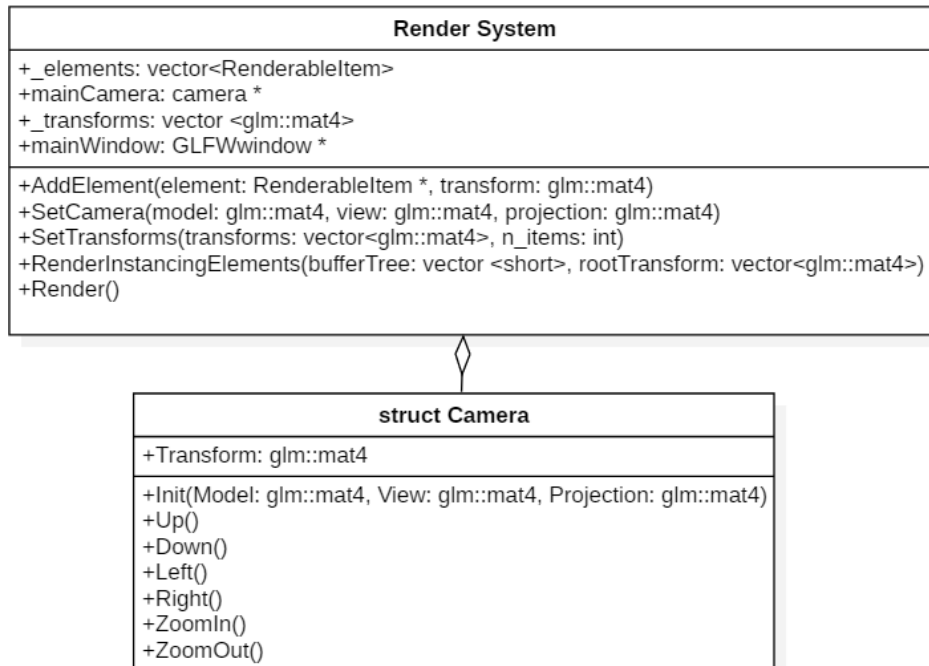 Render System
+_elements: vector<RenderableItem>
+mainCamera: camera *
+_transforms: vector <glm::mat4>
+mainWindow: GLFWwindow *
+AddElement(element: RenderableItem *, transform: glm::mat4)
+SetCamera(model: glm::mat4, view: glm::mat4, projection: glm::mat4)
+SetTransforms(transforms: vector<glm::mat4>, n_items: int)
+RenderInstancingElements(bufferTree: vector <short>, rootTransform: vector<glm::mat4>)
+Render()
struct Camera
+Transform: glm::mat4
+Init(Model: glm::mat4, View: glm::mat4, Projection: glm::mat4)
+Up()
+Down()
+Left()
+Right()
+ZoomIn()
+ZoomOut()